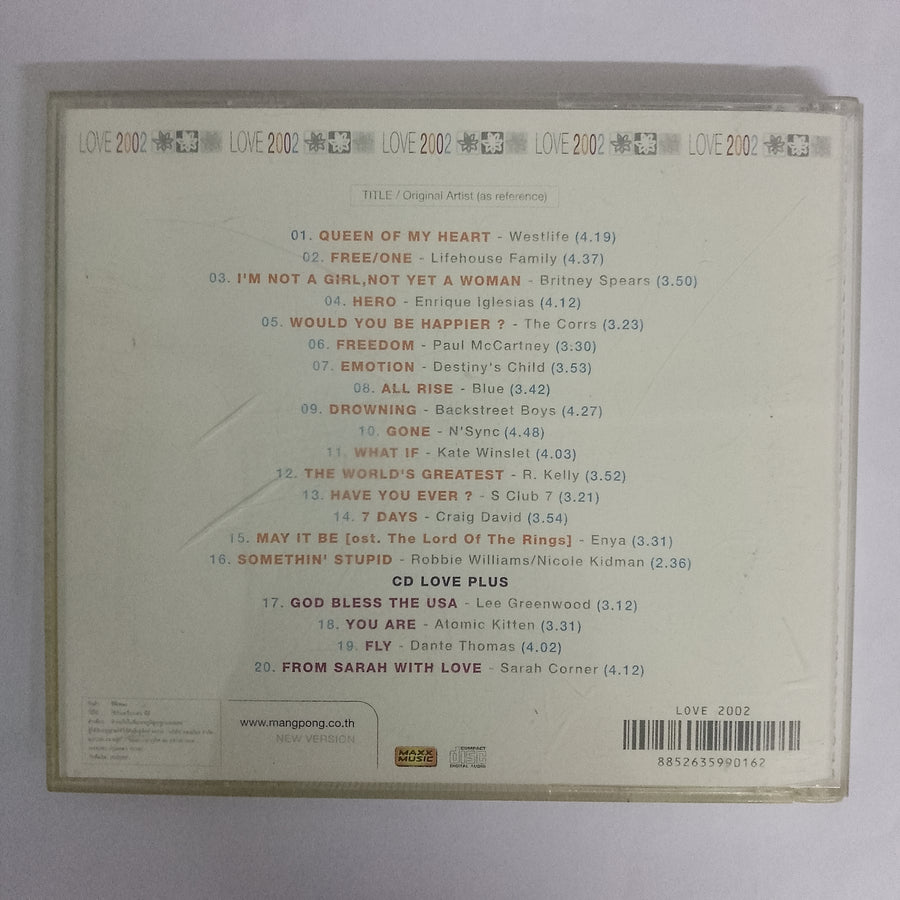 LOVE 2002 LOVE 2002 LOVE 2002 LOVE 2002 LOVE 2002
TITLE / Original Artist (as reference)
01. QUEEN OF MY HEART - Westlife (4.19)
02. FREE/ONE - Lifehouse Family (4.37)
03. I'M NOT A GIRL,NOT YET A WOMAN - Britney Spears (3.50)
04. HERO - Enrique Iglesias (4.12)
05. WOULD YOU BE HAPPIER ? - The Corrs (3.23)
06. FREEDOM - Paul McCartney (3.30)
07. EMOTION - Destiny's Child (3.53)
08. ALL RISE - Blue (3.42)
09. DROWNING - Backstreet Boys (4.27)
10. GONE - N'Sync (4.48)
11. WHAT IF - Kate Winslet (4.03)
12. THE WORLD'S GREATEST - R. Kelly (3.52)
13. HAVE YOU EVER ? - S Club 7 (3.21)
14. 7 DAYS - Craig David (3.54)
15. MAY IT BE [ost. The Lord Of The Rings] - Enya (3.31)
16. SOMETHIN' STUPID - Robbie Williams/Nicole Kidman (2.36)
CD LOVE PLUS
17. GOD BLESS THE USA - Lee Greenwood (3.12)
18. YOU ARE - Atomic Kitten (3.31)
19. FLY - Dante Thomas (4.02)
20. FROM SARAH WITH LOVE - Sarah Corner (4.12)
www.mangpong.co.th
NEW VERSION
MAXX
MUSIC
COMPACT
disc
DIGITAL AUDIO
LOVE 2002
8852635990162